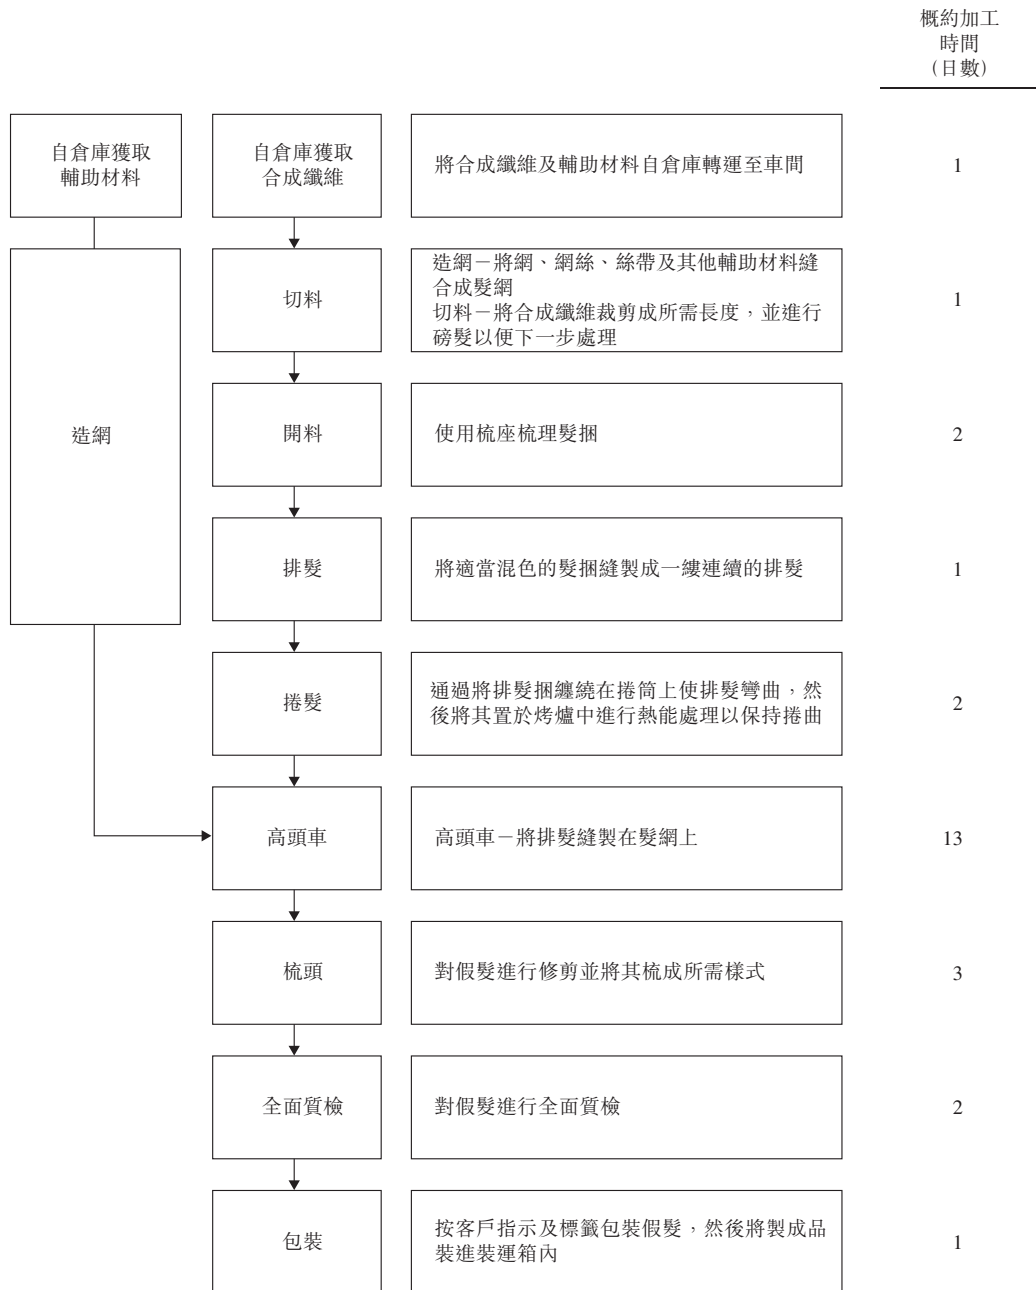 概約加工
時間
（日數）
自倉庫獲取
輔助材料
自倉庫獲取
合成纖維
將合成纖維及輔助材料自倉庫轉運至車間
1
切料
造網－將網、網絲、絲帶及其他輔助材料縫
合成髮網
切料－將合成纖維裁剪成所需長度，並進行
磅髮以便下一步處理
1
造網
開料
使用梳座梳理髮捆
2
排髮
將適當混色的髮捆縫製成一縷連續的排髮
1
捲髮
通過將排髮捆纏繞在捲筒上使排髮彎曲，然
後將其置於烤爐中進行熱能處理以保持捲曲
2
高頭車
高頭車－將排髮縫製在髮網上
13
梳頭
對假髮進行修剪並將其梳成所需樣式
3
全面質檢
對假髮進行全面質檢
2
包裝
按客戶指示及標籤包裝假髮，然後將製成品
裝進裝運箱內
1